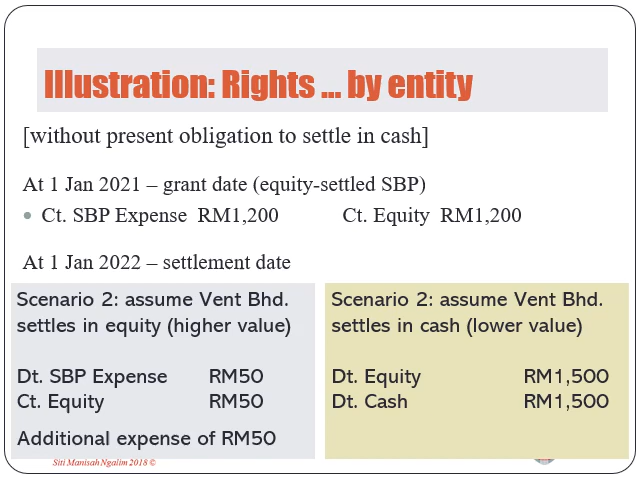 Illustration: Rights ... by entity
[without present obligation to settle in cash]
At 1 Jan 2021 – grant date (equity-settled SBP)
• Ct. SBP Expense RM1,200 Ct. Equity RM1,200
At 1 Jan 2022 – settlement date
Scenario 2: assume Vent Bhd.
settles in equity (higher value)
Dt. SBP Expense RM50
Ct. Equity RM50
Additional expense of RM50
Scenario 2: assume Vent Bhd.
settles in cash (lower value)
Dt. Equity RM1,500
Dt. Cash RM1,500
Siti Manisah Ngalim 2018 ©